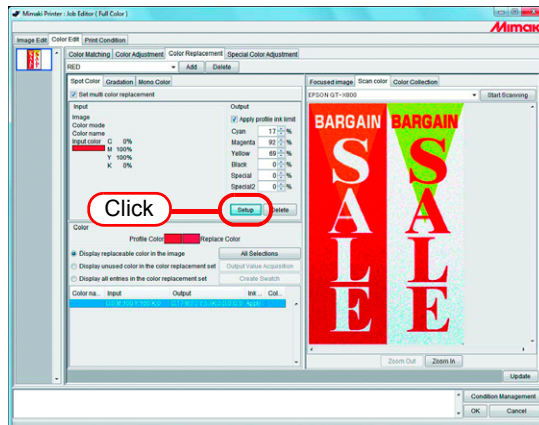 Mimaki Printer : Job Editor ( Full Color )
Mimaki
Image Edit Color Edit Print Condition
Color Matching Color Adjustment Color Replacement Special Color Adjustment
RED Add Delete
Spot Color Gradation Mono Color
Set multi color replacement
Input
Image
Color mode
Color name
Input color C 0%
M 100%
Y 100%
K 0%
Output
Apply profile ink limit
Cyan 17 %
Magenta 92 %
Yellow 69 %
Black 0 %
Special 0 %
Special2 0 %
Click
Setup Delete
Color
Profile Color Replace Color
Display replaceable color in the image All Selections
Display unused color in the color replacement set Output Value Acquisition
Display all entries in the color replacement set Create Swatch
Color na... Input Output Ink ... Col...
Focused image Scan color Color Collection
EPSON GT-X800 Start Scanning
BARGAIN BARGAIN
SALE SALE
Zoom Out Zoom In
Update
Condition Management
OK Cancel